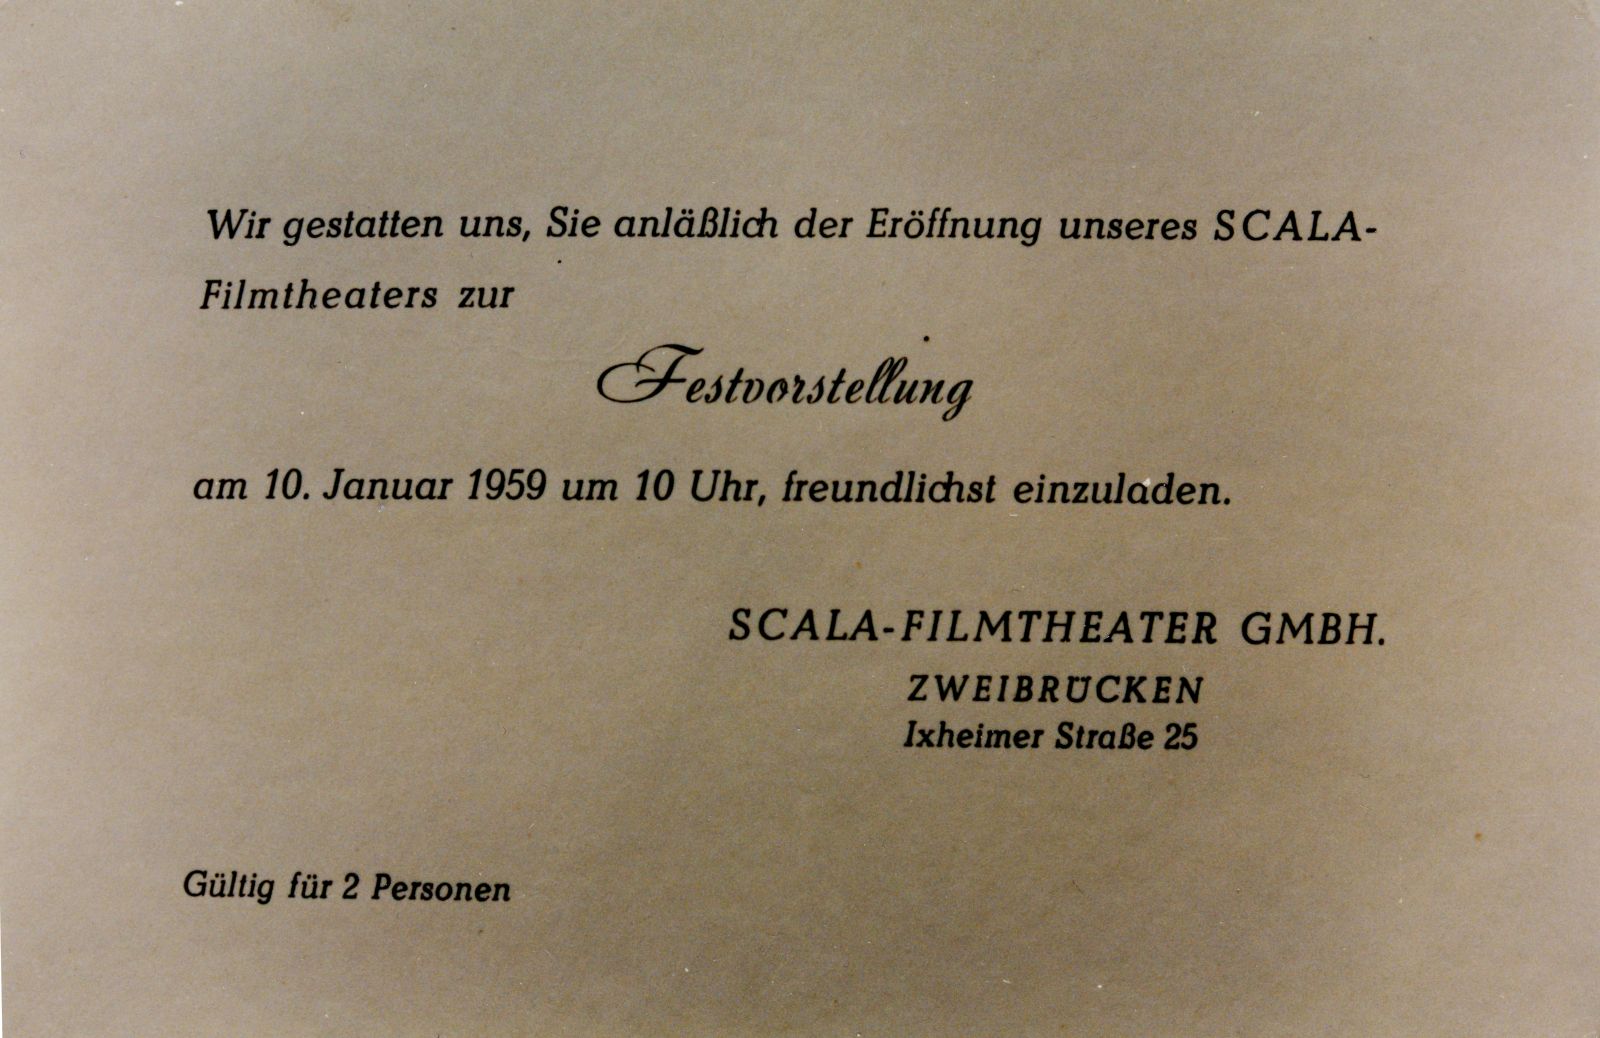 Wir gestatten uns, Sie anläßlich der Eröffnung unseres SCALA-
Filmtheaters zur
Festvorstellung
am 10. Januar 1959 um 10 Uhr, freundlichst einzuladen.
SCALA-FILMTHEATER GMBH.
ZWEIBRÜCKEN
Ixheimer Straße 25
Gültig für 2 Personen